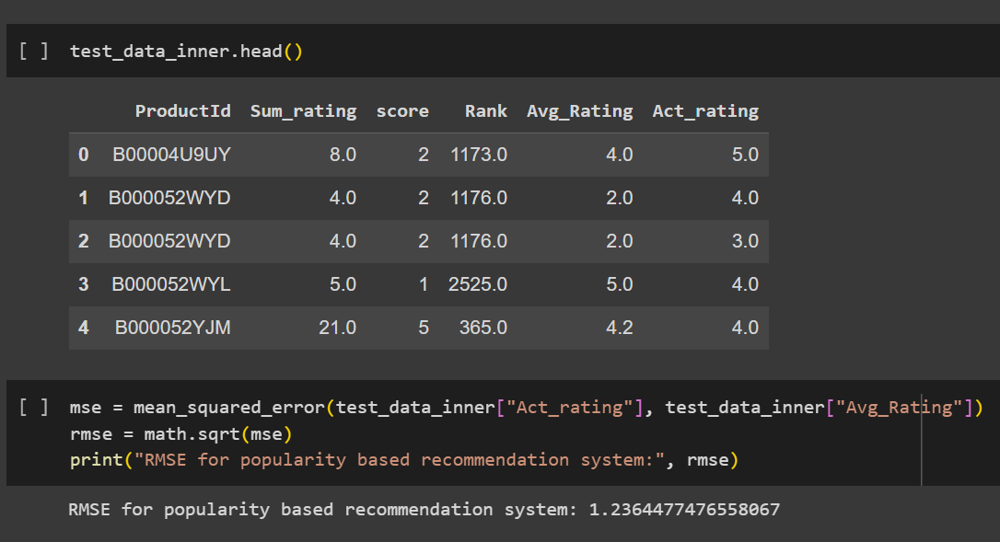 [ ] test_data_inner.head()
ProductId Sum_rating score Rank Avg_Rating Act_rating
0 B00004U9UY 8.0 2 1173.0 4.0 5.0
1 B000052WYD 4.0 2 1176.0 2.0 4.0
2 B000052WYD 4.0 2 1176.0 2.0 3.0
3 B000052WYL 5.0 1 2525.0 5.0 4.0
4 B000052YJM 21.0 5 365.0 4.2 4.0
[ ] mse = mean_squared_error(test_data_inner["Act_rating"], test_data_inner["Avg_Rating"])
rmse = math.sqrt(mse)
print("RMSE for popularity based recommendation system:", rmse)
RMSE for popularity based recommendation system: 1.2364477476558067